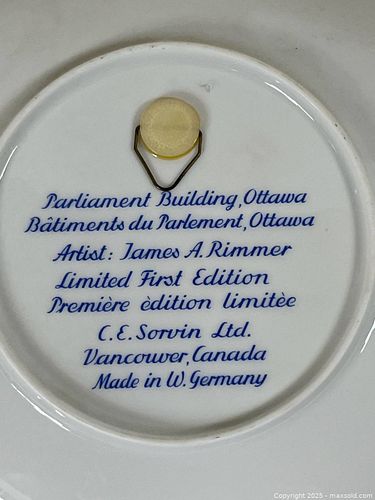 Parliament Building, Ottawa
Bâtiments du Parlement, Ottawa
Artist: James A. Rimmer
Limited First Edition
Première èdition limitèe
C. E. Sorvin Ltd.
Vancouver, Canada
Made in W. Germany
Copyright © 2025 - maxsold.com